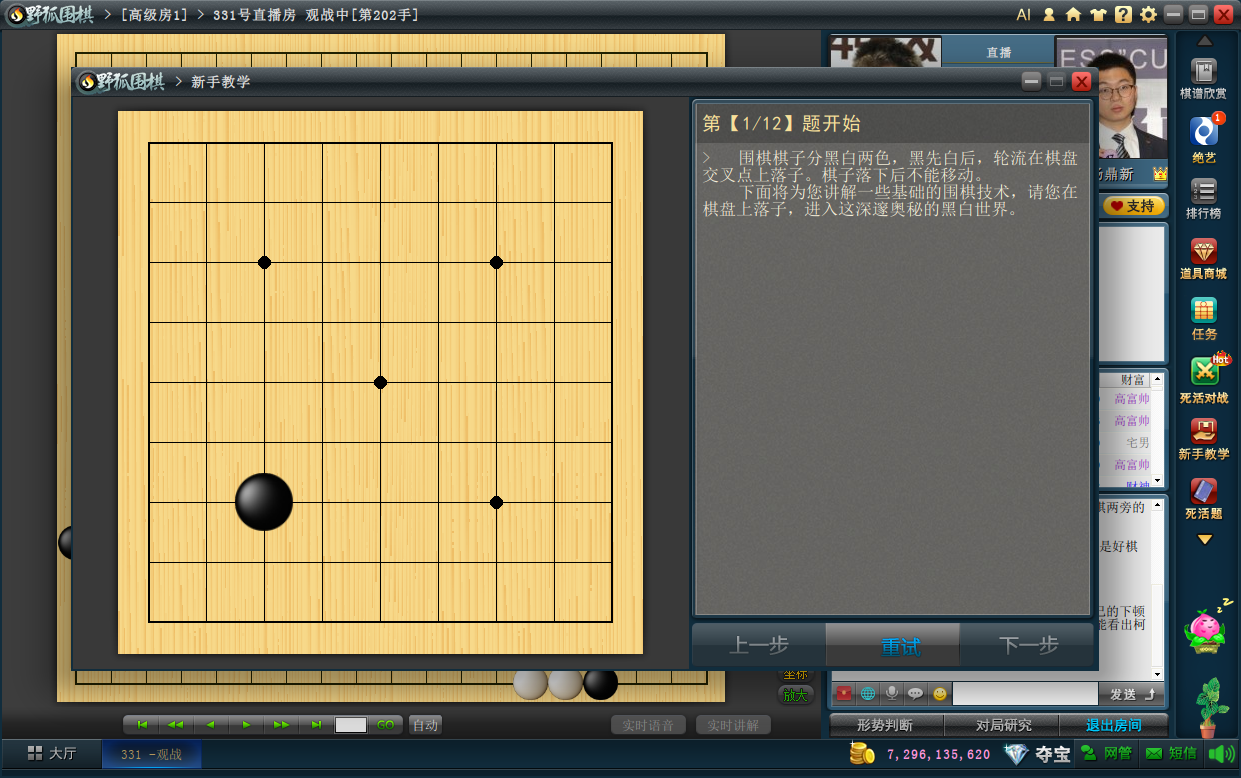 野狐围棋 > [高级房1] > 331号直播房 观战中[第202手]
AI
直播
ESS"CU
野狐围棋 > 新手教学
第【1/12】题开始
> 围棋棋子分黑白两色，黑先白后，轮流在棋盘
交叉点上落子。棋子落下后不能移动。
下面将为您讲解一些基础的围棋技术，请您在
棋盘上落子，进入这深邃奥秘的黑白世界。
上一步
重试
下一步
鼎新
支持
财富
高富帅
高富帅
宅男
高富帅
财神
棋两旁的
是好棋
己的下顿
能看出柯
棋谱欣赏
1
绝艺
排行榜
道具商城
任务
Hot
死活对战
新手教学
死活题
坐标
放大
GO
自动
实时语音
实时讲解
发送
形势判断
对局研究
退出房间
大厅
331 -观战
7,296,135,620
夺宝
网管
短信